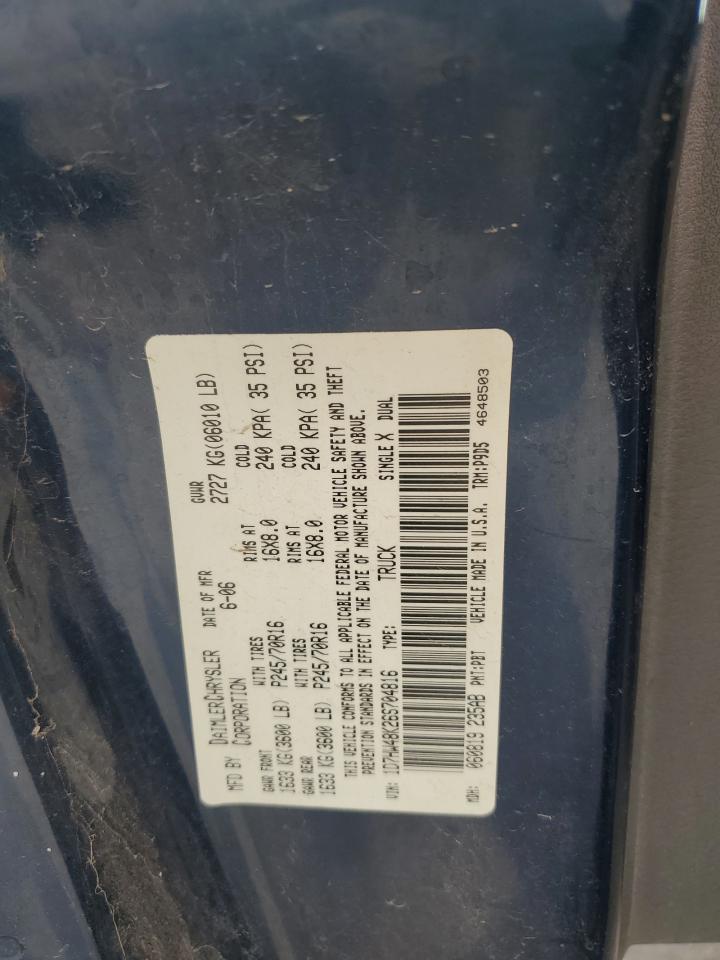 MFD BY DAIMLERCHRYSLER CORPORATION DATE OF MFR 6-06 GVWR 2727 KG(06010 LB)
GAWR FRONT WITH TIRES RIMS AT COLD
1633 KG(3600 LB) P245/70R16 16X8.0 240 KPA( 35 PSI)
GAWR REAR WITH TIRES RIMS AT COLD
1633 KG(3600 LB) P245/70R16 16X8.0 240 KPA( 35 PSI)
THIS VEHICLE CONFORMS TO ALL APPLICABLE FEDERAL MOTOR VEHICLE SAFETY AND THEFT
PREVENTION STANDARDS IN EFFECT ON THE DATE OF MANUFACTURE SHOWN ABOVE.
VIN: 1D7HW48K26S704816 TYPE: TRUCK SINGLE X DUAL
MDH: 060819 235AB PNT:PBT VEHICLE MADE IN U.S.A. TRM:P9D5 4648503